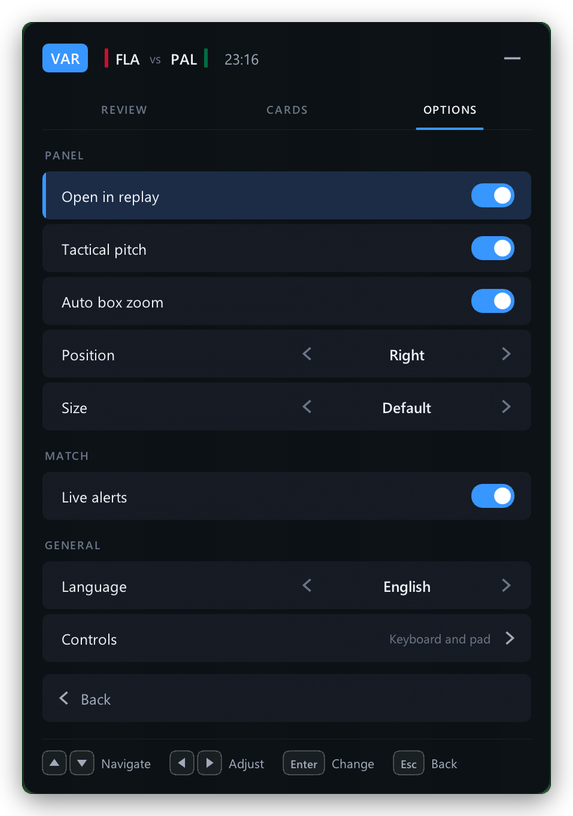 VAR FLA vs PAL 23:16
REVIEW CARDS OPTIONS
PANEL
Open in replay
Tactical pitch
Auto box zoom
Position Right
Size Default
MATCH
Live alerts
GENERAL
Language English
Controls Keyboard and pad
Back
Navigate Adjust Enter Change Esc Back